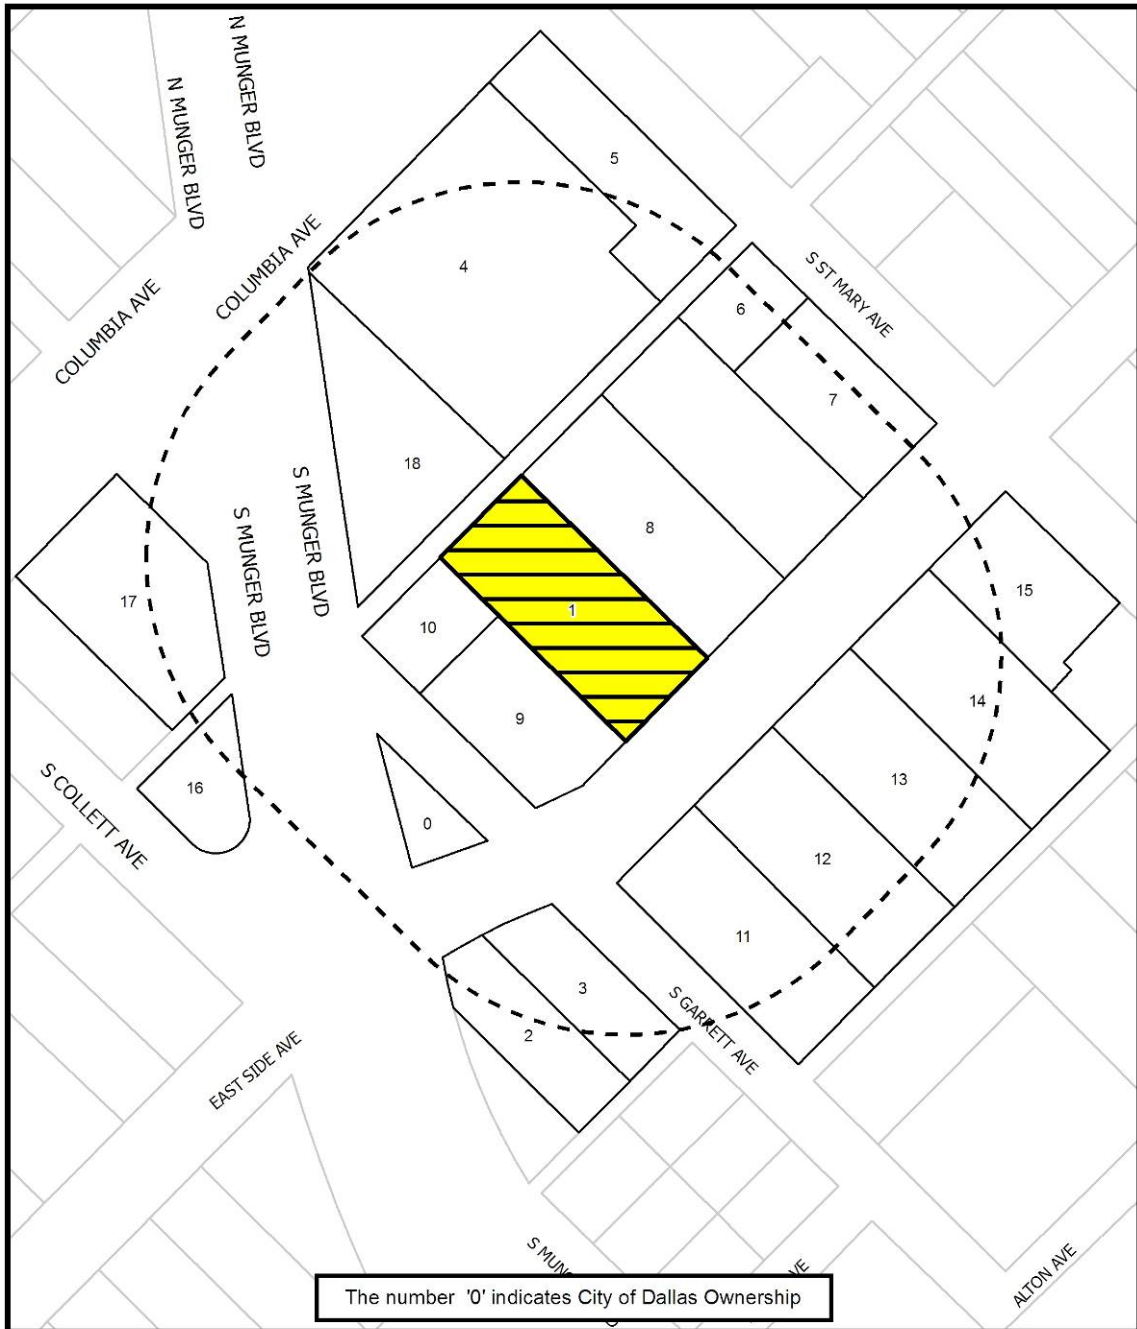 N MUNGER BLVD
N MUNGER BLVD
5
COLUMBIA AVE
COLUMBIA AVE
4
S ST MARY AVE
6
7
18
S MUNGER BLVD
S MUNGER BLVD
8
15
17
1
10
14
9
13
16
S COLLETT AVE
0
12
11
3
S GARRETT AVE
2
EAST SIDE AVE
S MUNG
VE
ALTON AVE
The number '0' indicates City of Dallas Ownership